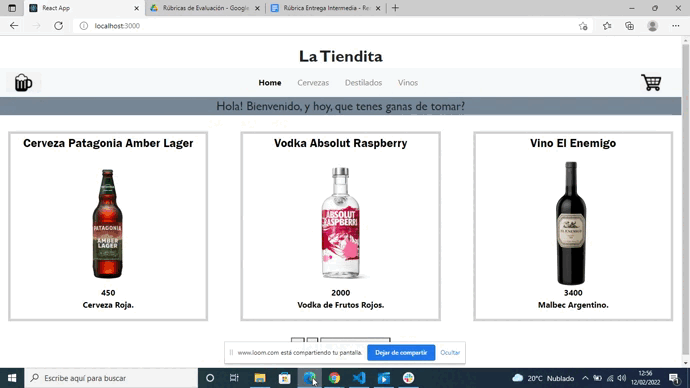 React App
Rúbricas de Evaluación - Google
Rúbrica Entrega Intermedia - Re
localhost:3000
La Tiendita
Home Cervezas Destilados Vinos
Hola! Bienvenido, y hoy, que tenes ganas de tomar?
Cerveza Patagonia Amber Lager
PATAGONIA
AMBER
LAGER
450
Cerveza Roja.
Vodka Absolut Raspberry
ABSOLUT
RASPBERRI
2000
Vodka de Frutos Rojos.
Vino El Enemigo
EL ENEMIGO
3400
Malbec Argentino.
www.loom.com está compartiendo tu pantalla.
Dejar de compartir
Ocultar
Escribe aquí para buscar
20°C Nublado
12:56
12/02/2022